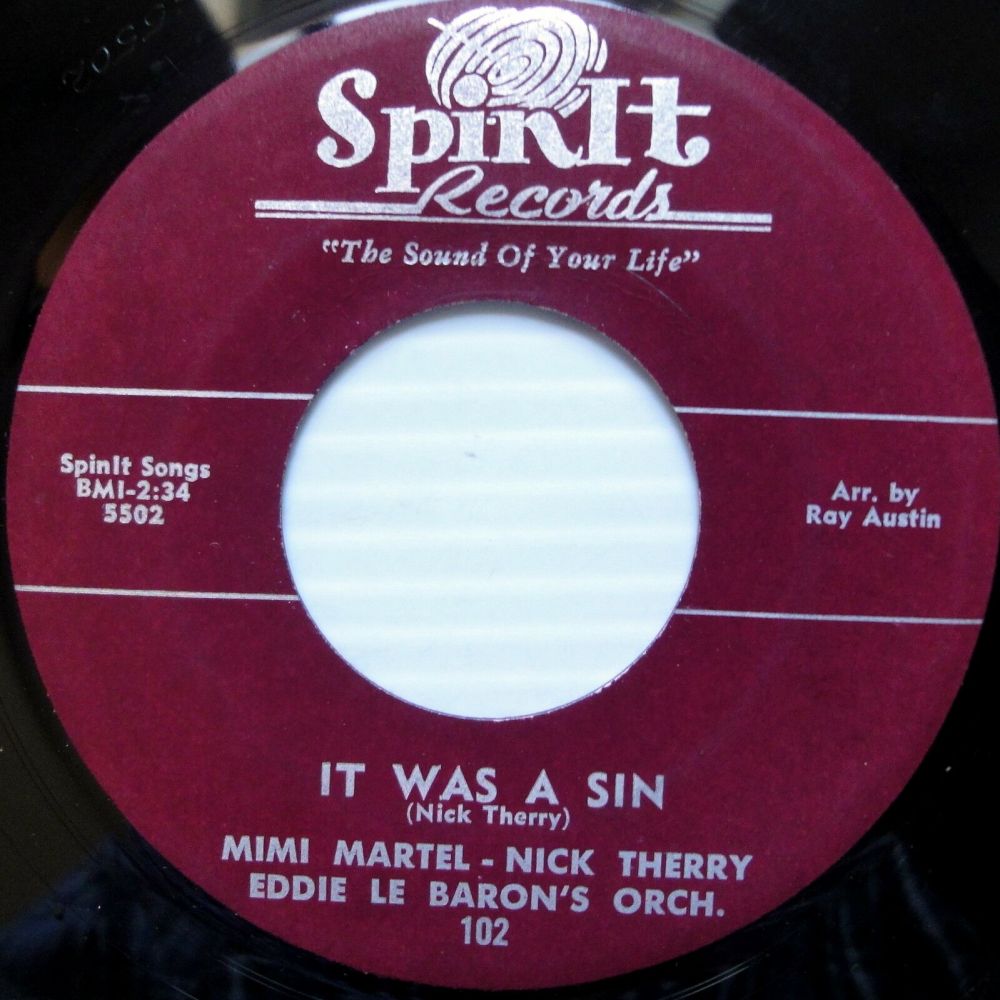 SpinIt
Records
"The Sound Of Your Life"
SpinIt Songs
BMI-2:34
5502
Arr. by
Ray Austin
IT WAS A SIN
(Nick Therry)
MIMI MARTEL - NICK THERRY
EDDIE LE BARON'S ORCH.
102